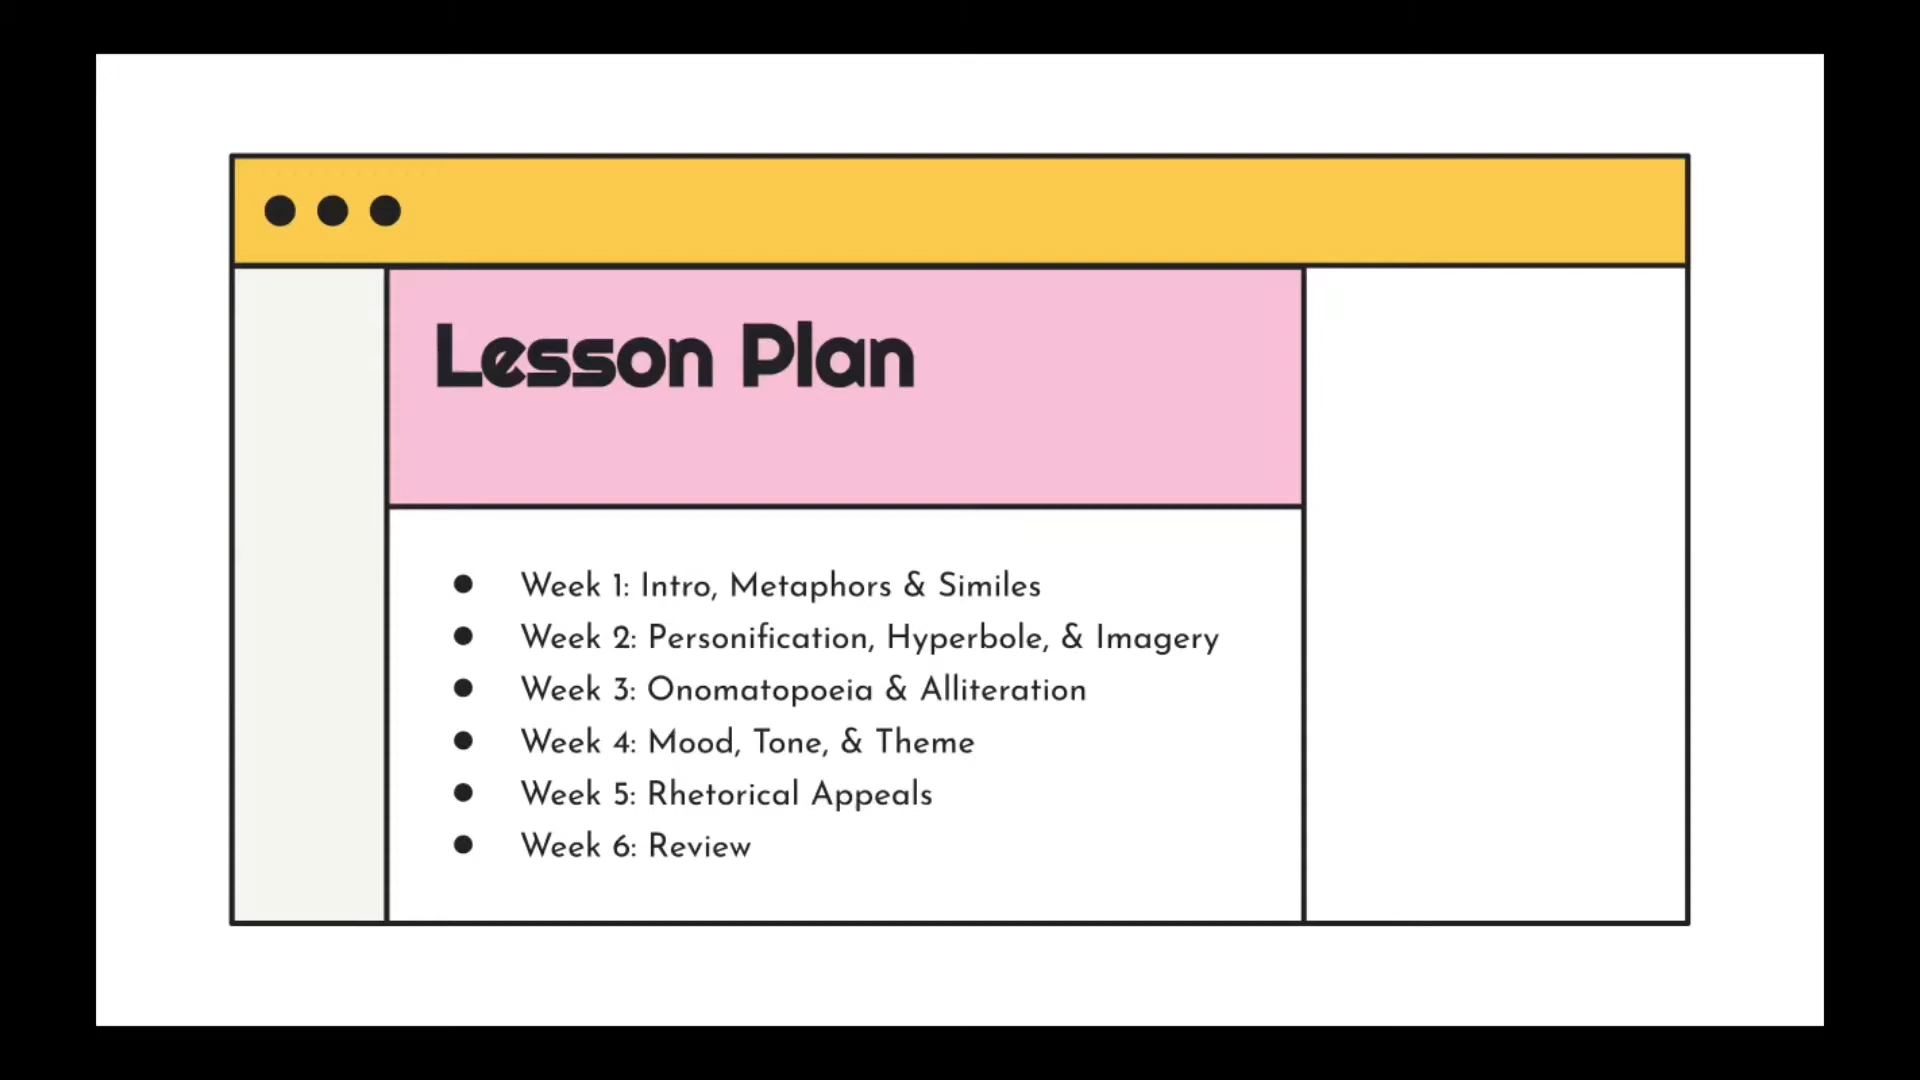 Lesson Plan
● Week 1: Intro, Metaphors & Similes
● Week 2: Personification, Hyperbole, & Imagery
● Week 3: Onomatopoeia & Alliteration
● Week 4: Mood, Tone, & Theme
● Week 5: Rhetorical Appeals
● Week 6: Review